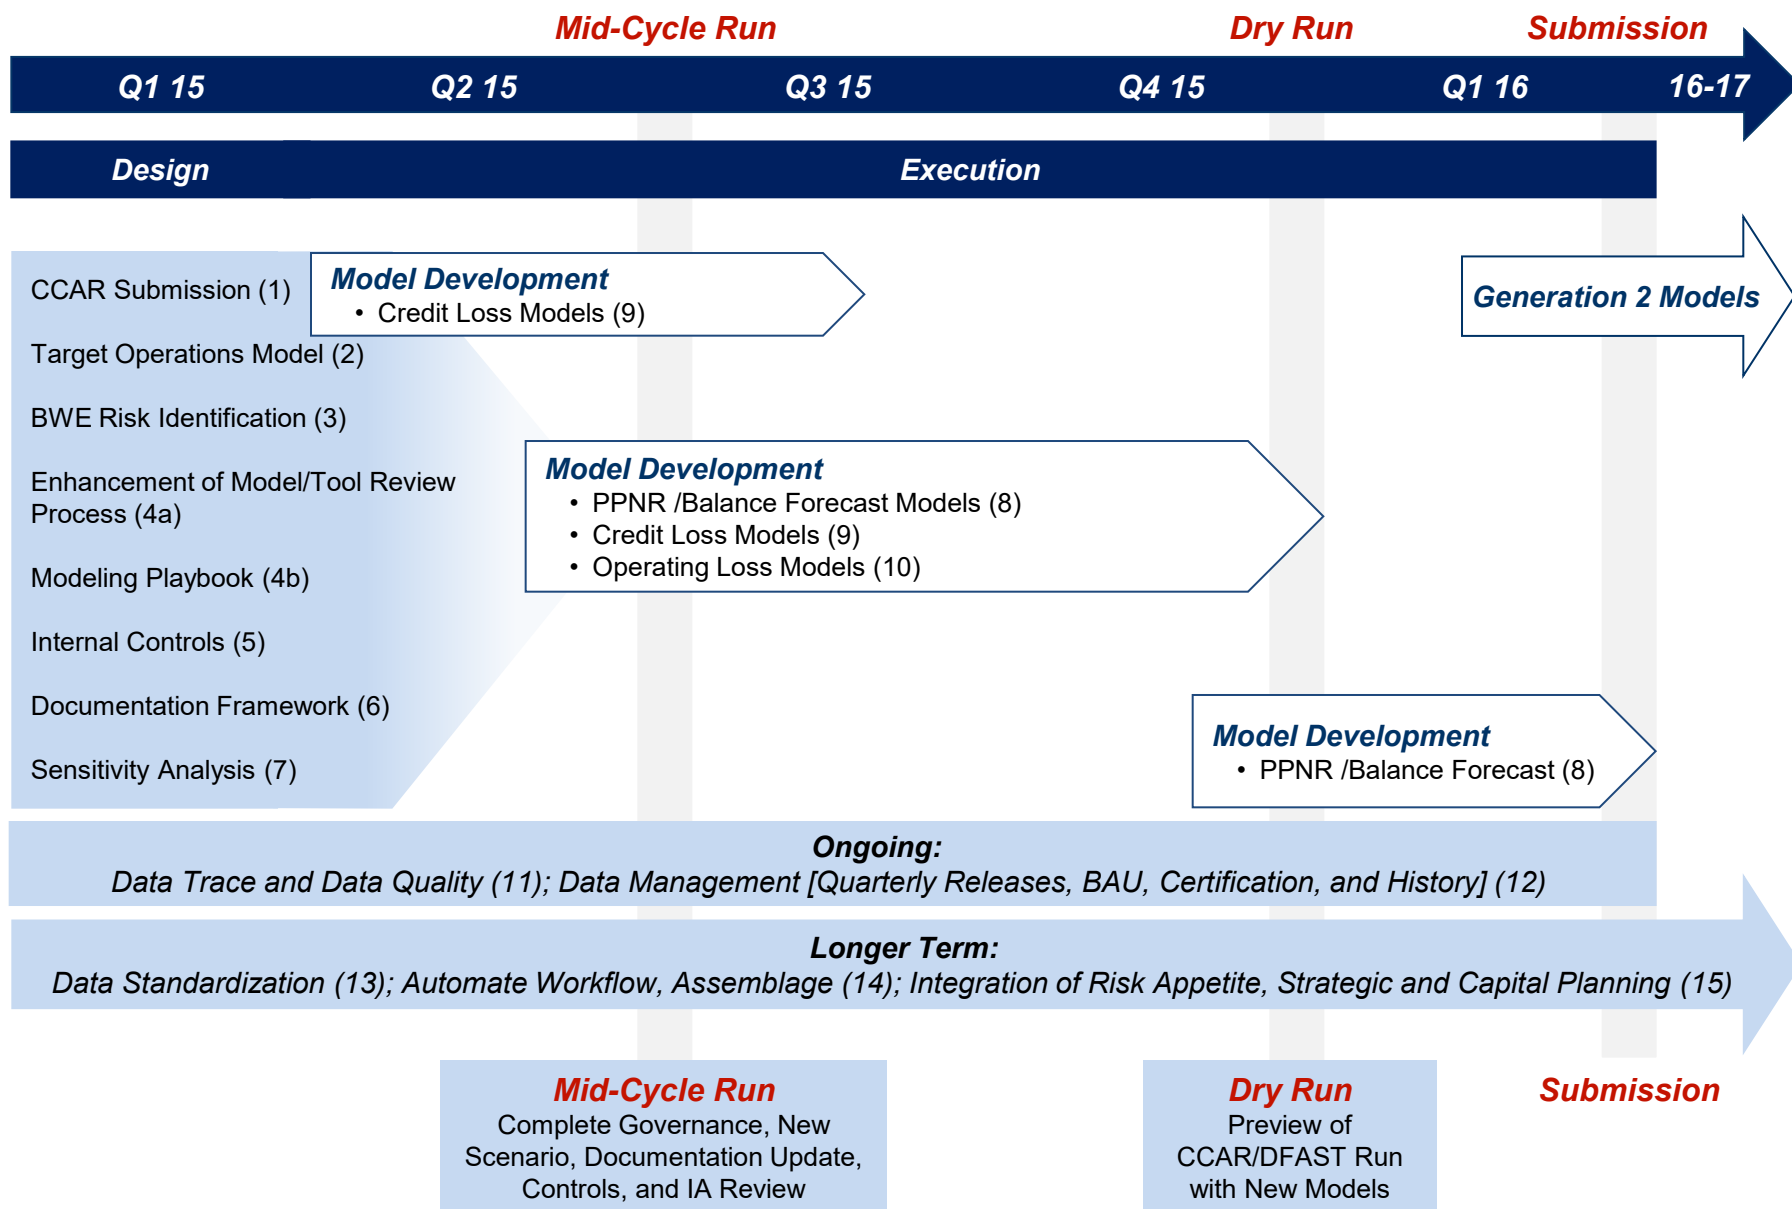 Mid-Cycle Run
Dry Run
Submission
Q1 15
Q2 15
Q3 15
Q4 15
Q1 16
16-17
Design
Execution
CCAR Submission (1)
Target Operations Model (2)
BWE Risk Identification (3)
Enhancement of Model/Tool Review
Process (4a)
Modeling Playbook (4b)
Internal Controls (5)
Documentation Framework (6)
Sensitivity Analysis (7)
Model Development
• Credit Loss Models (9)
Generation 2 Models
Model Development
• PPNR /Balance Forecast Models (8)
• Credit Loss Models (9)
• Operating Loss Models (10)
Model Development
• PPNR /Balance Forecast (8)
Ongoing:
Data Trace and Data Quality (11); Data Management [Quarterly Releases, BAU, Certification, and History] (12)
Longer Term:
Data Standardization (13); Automate Workflow, Assemblage (14); Integration of Risk Appetite, Strategic and Capital Planning (15)
Mid-Cycle Run
Complete Governance, New
Scenario, Documentation Update,
Controls, and IA Review
Dry Run
Preview of
CCAR/DFAST Run
with New Models
Submission